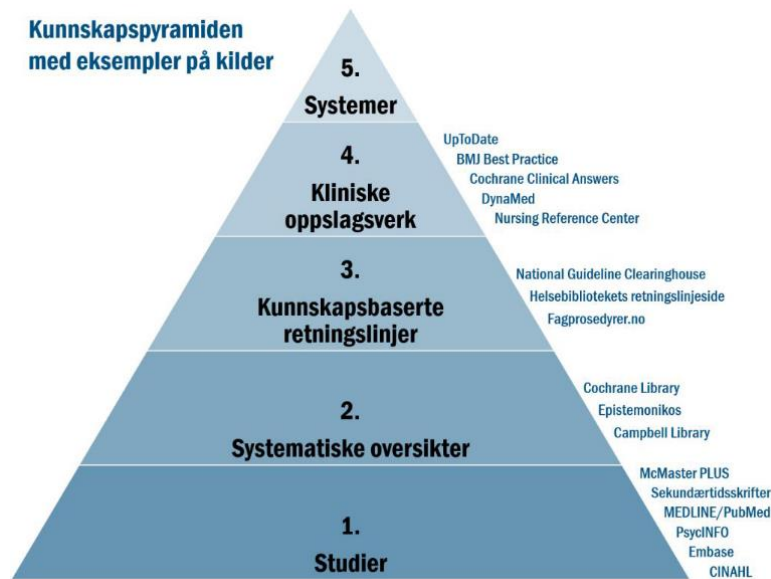 Kunnskapspyramiden
med eksempler på kilder
5.
Systemer
4.
Kliniske
oppslagsverk
UpToDate
BMJ Best Practice
Cochrane Clinical Answers
DynaMed
Nursing Reference Center
3.
Kunnskapsbaserte
retningslinjer
National Guideline Clearinghouse
Helsebibliotekets retningslinjeside
Fagprosedyrer.no
2.
Systematiske oversikter
Cochrane Library
Epistemonikos
Campbell Library
1.
Studier
McMaster PLUS
Sekundærtidsskrifter
MEDLINE/PubMed
PsycINFO
Embase
CINAHL